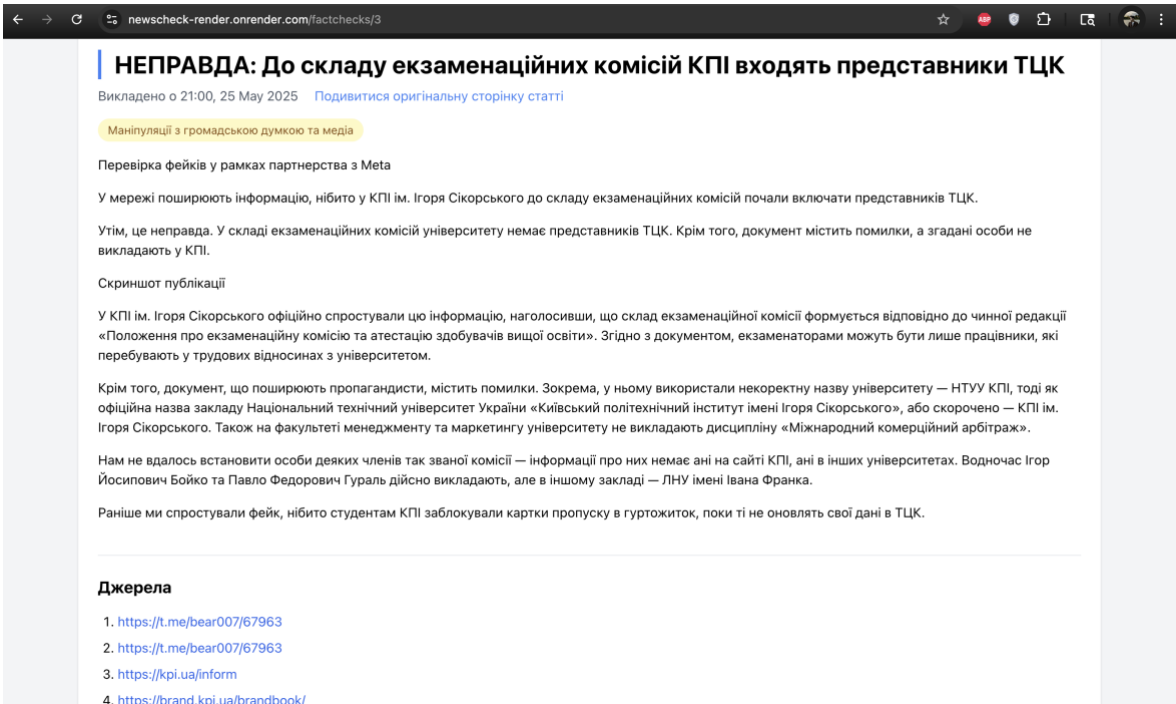 newscheck-render.onrender.com/factchecks/3
ABP
НЕПРАВДА: До складу екзаменаційних комісій КПІ входять представники ТЦК
Викладено о 21:00, 25 May 2025 Подивитися оригінальну сторінку статті
Маніпуляції з громадською думкою та медіа
Перевірка фейків у рамках партнерства з Meta
У мережі поширюють інформацію, нібито у КПІ ім. Ігоря Сікорського до складу екзаменаційних комісій почали включати представників ТЦК.
Утім, це неправда. У складі екзаменаційних комісій університету немає представників ТЦК. Крім того, документ містить помилки, а згадані особи не
викладають у КПІ.
Скриншот публікації
У КПІ ім. Ігоря Сікорського офіційно спростували цю інформацію, наголосивши, що склад екзаменаційної комісії формується відповідно до чинної редакції
«Положення про екзаменаційну комісію та атестацію здобувачів вищої освіти». Згідно з документом, екзаменаторами можуть бути лише працівники, які
перебувають у трудових відносинах з університетом.
Крім того, документ, що поширюють пропагандисти, містить помилки. Зокрема, у ньому використали некоректну назву університету — НТУУ КПІ, тоді як
офіційна назва закладу Національний технічний університет України «Київський політехнічний інститут імені Ігоря Сікорського», або скорочено — КПІ ім.
Ігоря Сікорського. Також на факультеті менеджменту та маркетингу університету не викладають дисципліну «Міжнародний комерційний арбітраж».
Нам не вдалось встановити особи деяких членів так званої комісії — інформації про них немає ані на сайті КПІ, ані в інших університетах. Водночас Ігор
Йосипович Бойко та Павло Федорович Гураль дійсно викладають, але в іншому закладі — ЛНУ імені Івана Франка.
Раніше ми спростували фейк, нібито студентам КПІ заблокували картки пропуску в гуртожиток, поки ті не оновлять свої дані в ТЦК.
Джерела
1. https://t.me/bear007/67963
2. https://t.me/bear007/67963
3. https://kpi.ua/inform
4. https://brand.kpi.ua/brandbook/